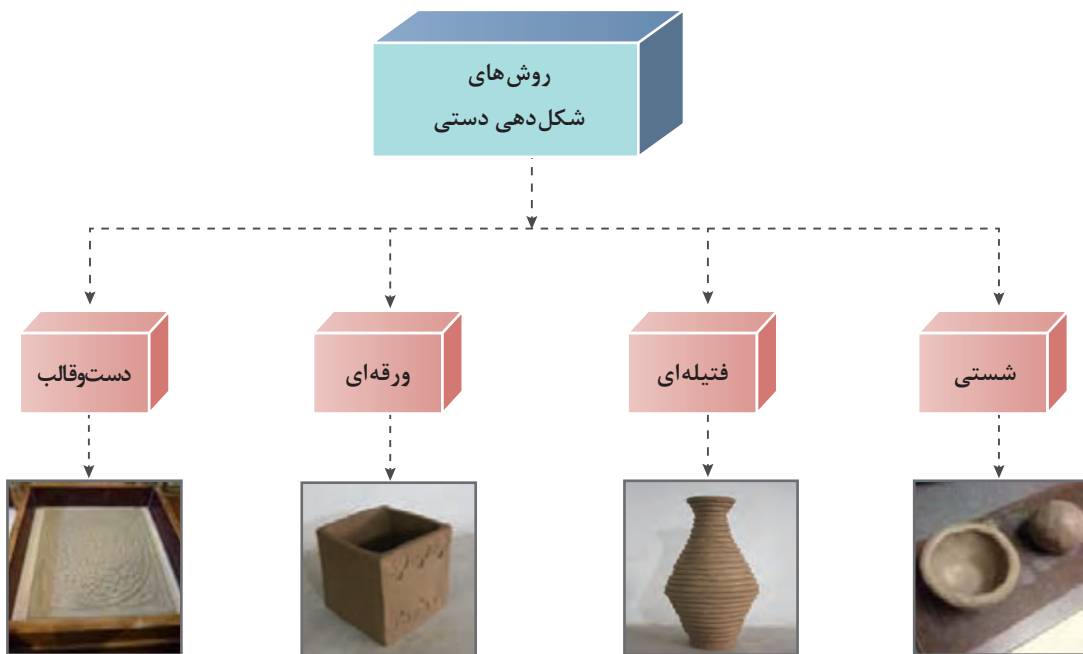 روش‌های
شکل‌دهی دستی
شستی
فتیله‌ای
ورقه‌ای
دست‌وقالب